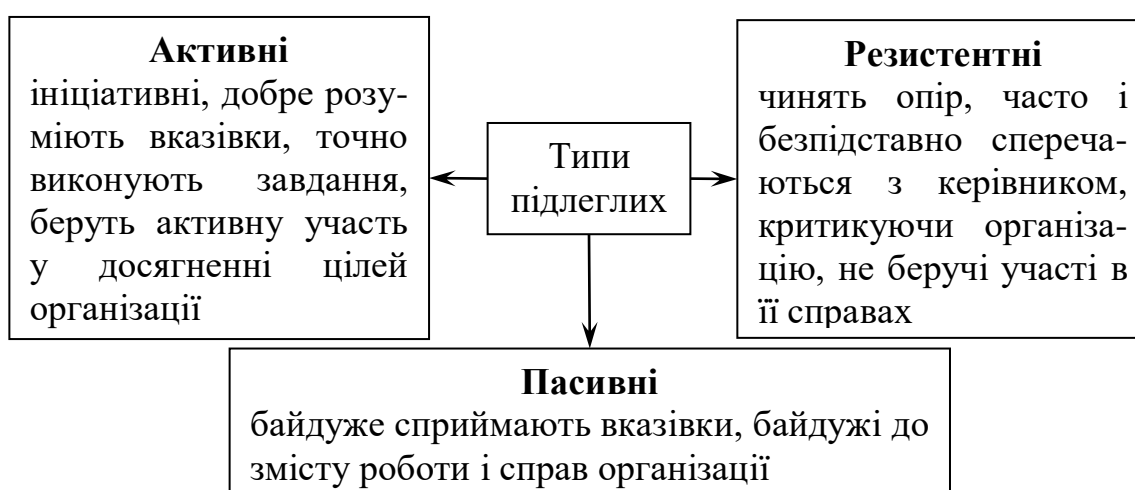 Активні
ініціативні, добре розу-
міють вказівки, точно
виконують завдання,
беруть активну участь
у досягненні цілей
організації
Типи
підлеглих
Резистентні
чинять опір, часто і
безпідставно спереча-
ються з керівником,
критикуючи організа-
цію, не беручі участі в
її справах
Пасивні
байдуже сприймають вказівки, байдужі до
змісту роботи і справ організації